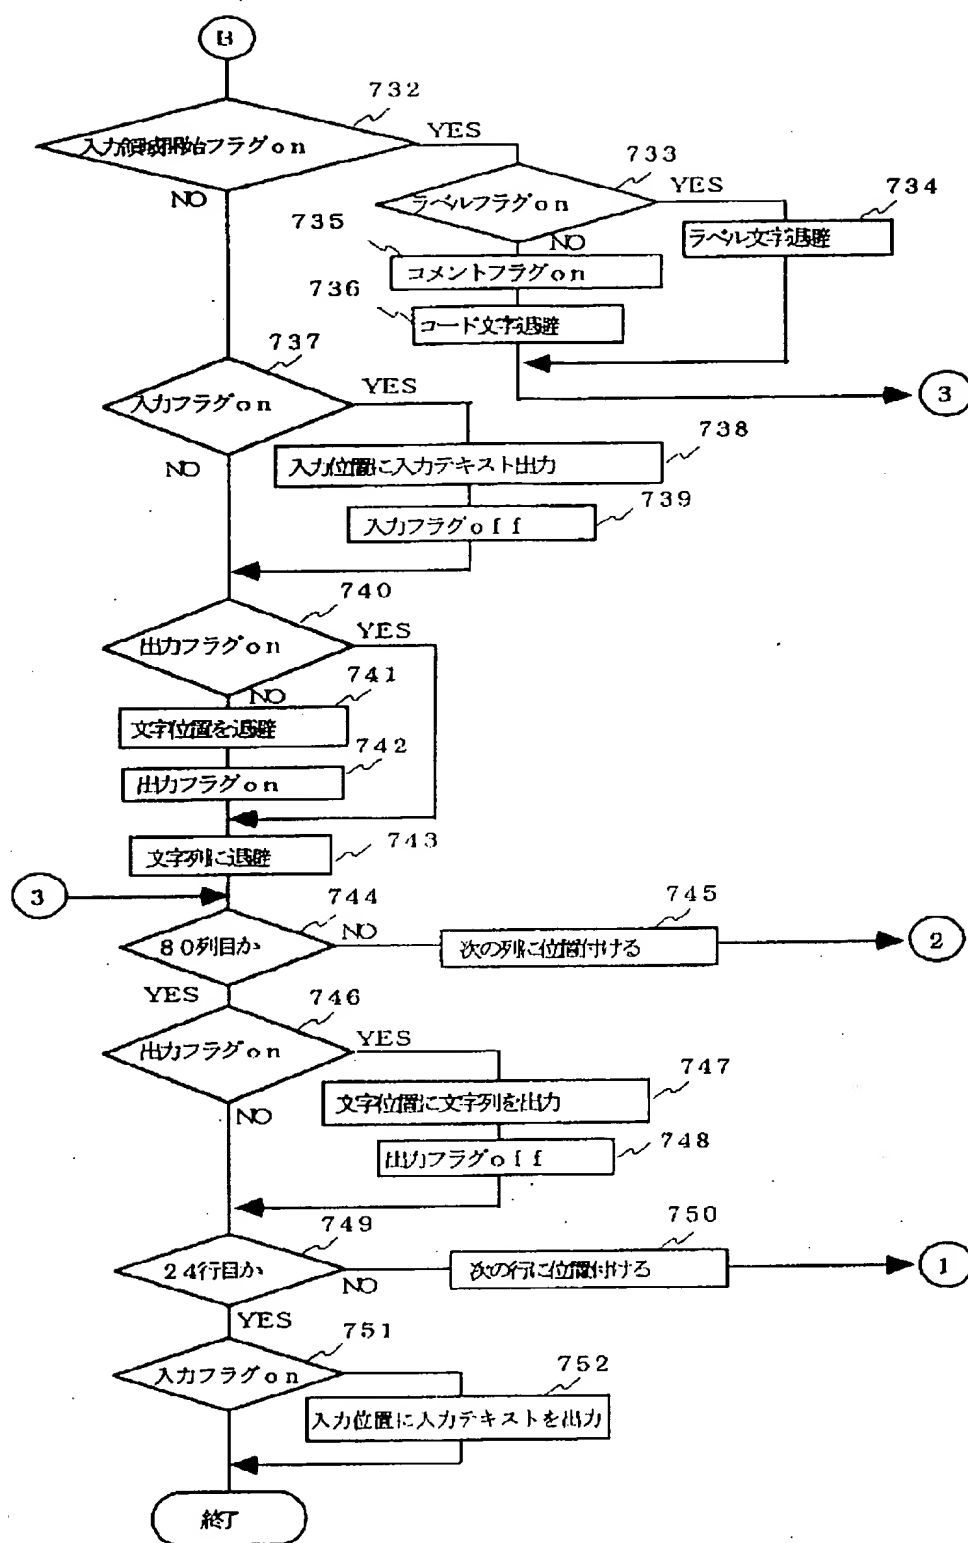 B
732
入力領域開始フラグon
YES
NO
733
ラベルフラグon
YES
734
ラベル文字退避
735
NO
コメントフラグon
736
コード文字退避
3
737
入力フラグon
YES
NO
738
入力位置に入力テキスト出力
739
入力フラグoff
740
出力フラグon
YES
NO
741
文字位置を退避
742
出力フラグon
743
文字列に退避
3
744
80列目か
NO
745
次の列に位置付ける
2
YES
746
出力フラグon
YES
NO
747
文字位置に文字列を出力
748
出力フラグoff
749
24行目か
NO
750
次の行に位置付ける
1
YES
751
入力フラグon
752
入力位置に入力テキストを出力
終了